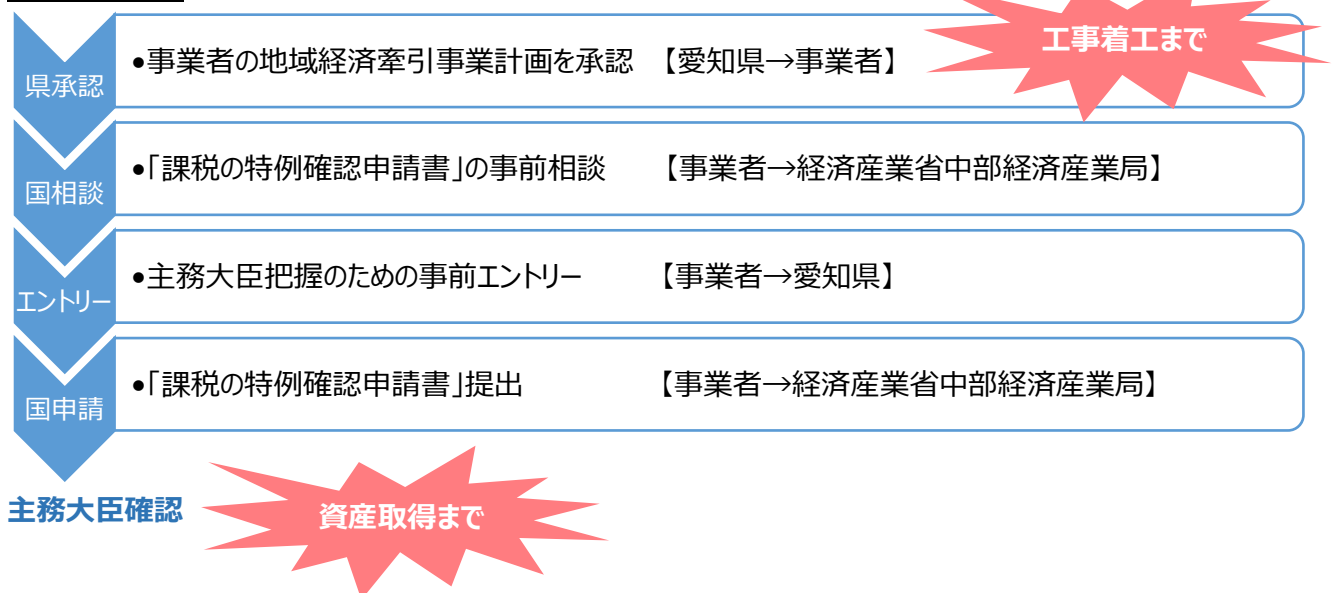 工事着工まで
県承認
•事業者の地域経済牽引事業計画を承認 【愛知県→事業者】
国相談
•「課税の特例確認申請書」の事前相談 【事業者→経済産業省中部経済産業局】
エントリー
•主務大臣把握のための事前エントリー 【事業者→愛知県】
国申請
•「課税の特例確認申請書」提出 【事業者→経済産業省中部経済産業局】
主務大臣確認
資産取得まで